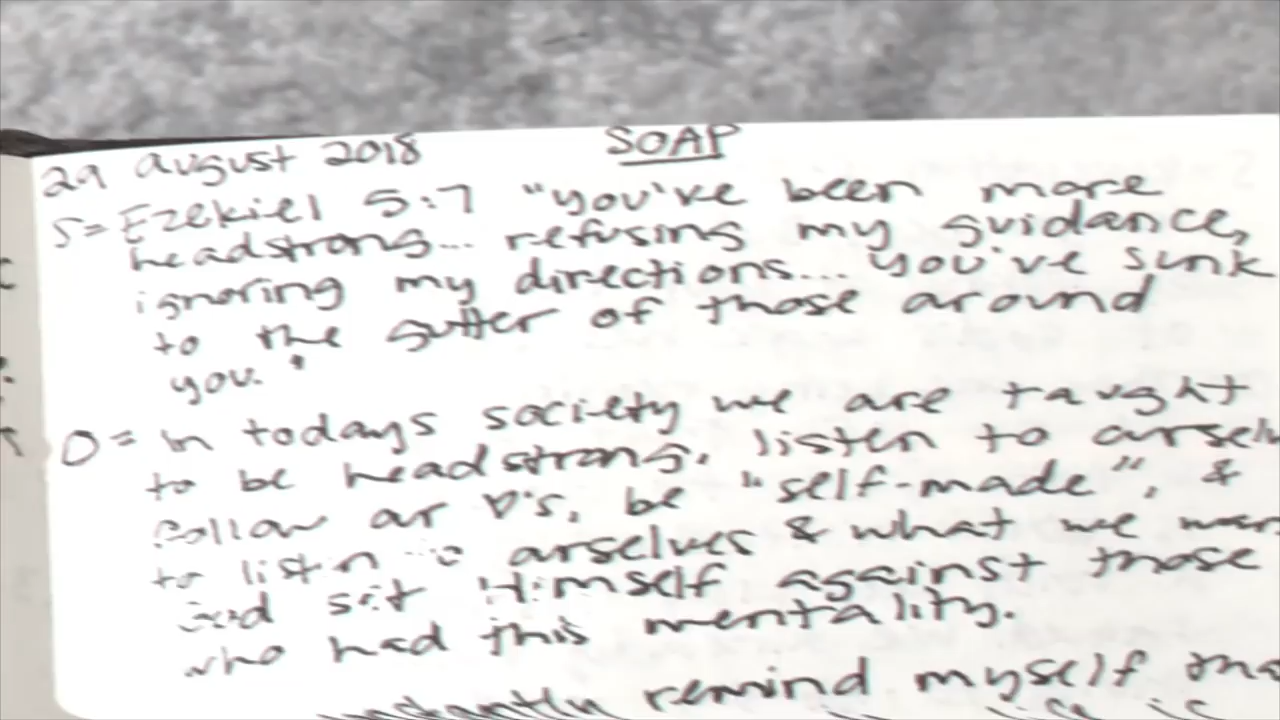 29 August 2018 SOAP
S= Ezekiel 5:7 "You've been more
headstrong... refusing my guidance,
ignoring my directions... you've sunk
to the gutter of those around
you."
O= In todays society we are taught
to be headstrong, listen to arselv
follow ar ♡'s, be "self-made", &
to listen to arselves & what we wan
God set Himself against those
who had this mentality.
remind myself tha